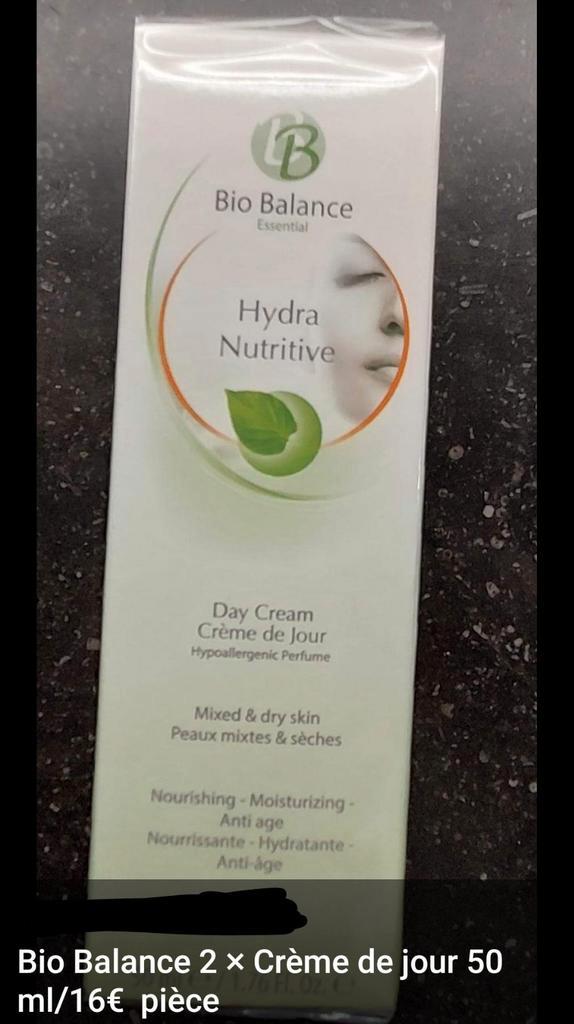 B
Bio Balance
Essential
Hydra
Nutritive
Day Cream
Crème de Jour
Hypoallergenic Perfume
Mixed & dry skin
Peaux mixtes & sèches
Nourishing - Moisturizing -
Anti age
Nourrissante - Hydratante -
Anti-âge
Bio Balance 2 × Crème de jour 50
ml/16€ pièce